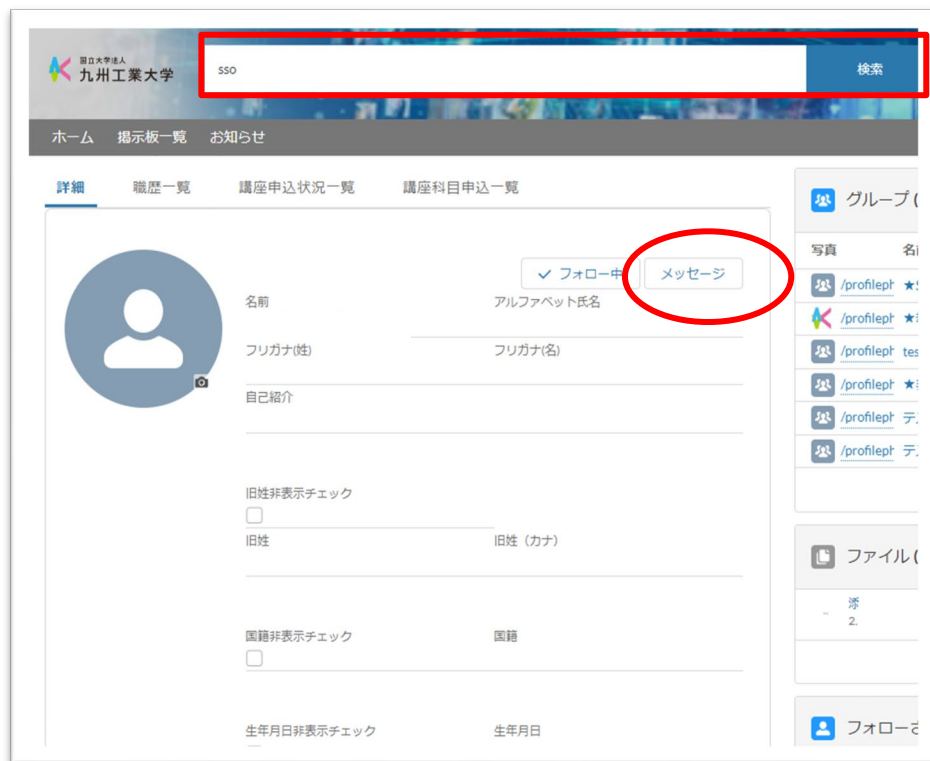 国立大学法人
九州工業大学
sso
検索
ホーム 掲示板一覧 お知らせ
詳細 職歴一覧 講座申込状況一覧 講座科目申込一覧
フォロー中 メッセージ
名前 アルファベット氏名
フリガナ(姓) フリガナ(名)
自己紹介
旧姓非表示チェック
旧姓 旧姓（カナ）
国籍非表示チェック 国籍
生年月日非表示チェック 生年月日
グループ (
写真 名
/profileph ★
/profileph ★
/profileph tes
/profileph ★
/profileph テ
/profileph テ
ファイル (
添
2.
フォローさ